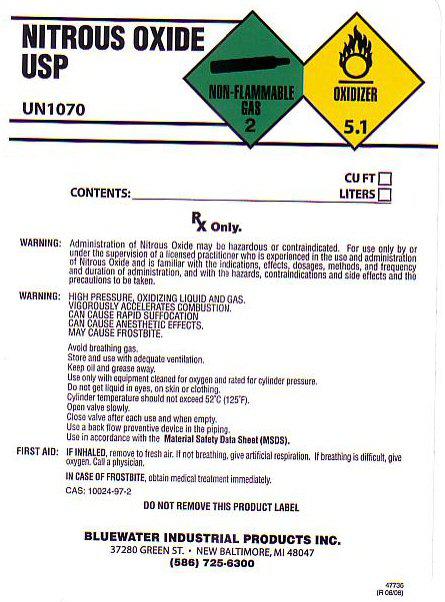 NITROUS OXIDE
USP
UN1070
NON-FLAMMABLE
GAS
2
OXIDIZER
5.1
CU FT
CONTENTS:
LITERS
Rx Only.
WARNING: Administration of Nitrous Oxide may be hazardous or contraindicated. For use only by or
under the supervision of a licensed practitioner who is experienced in the use and administration
of Nitrous Oxide and is familiar with the indications, effects, dosages, methods, and frequency
and duration of administration, and with the hazards, contraindications and side effects and the
precautions to be taken.
WARNING: HIGH PRESSURE, OXIDIZING LIQUID AND GAS.
VIGOROUSLY ACCELERATES COMBUSTION.
CAN CAUSE RAPID SUFFOCATION
CAN CAUSE ANESTHETIC EFFECTS.
MAY CAUSE FROSTBITE.
Avoid breathing gas.
Store and use with adequate ventilation.
Keep oil and grease away.
Use only with equipment cleaned for oxygen and rated for cylinder pressure.
Do not get liquid in eyes, on skin or clothing.
Cylinder temperature should not exceed 52°C (125°F).
Open valve slowly.
Close valve after each use and when empty.
Use a back flow preventive device in the piping.
Use in accordance with the Material Safety Data Sheet (MSDS).
FIRST AID: IF INHALED, remove to fresh air. If not breathing, give artificial respiration. If breathing is difficult, give
oxygen. Call a physician.
IN CASE OF FROSTBITE, obtain medical treatment immediately.
CAS: 10024-97-2
DO NOT REMOVE THIS PRODUCT LABEL
BLUEWATER INDUSTRIAL PRODUCTS INC.
37280 GREEN ST. • NEW BALTIMORE, MI 48047
(586) 725-6300
47736
(R 06/08)